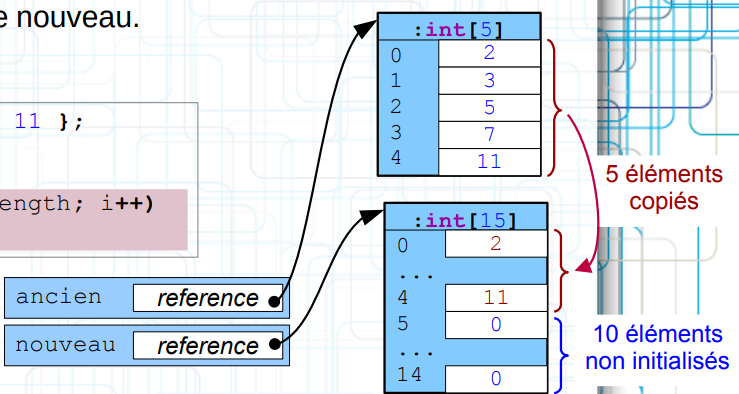 e nouveau.
11 };
ength; i++)
ancien reference
nouveau reference
:int[5]
0 2
1 3
2 5
3 7
4 11
5 éléments
copiés
:int[15]
0 2
...
4 11
5 0
...
14 0
10 éléments
non initialisés